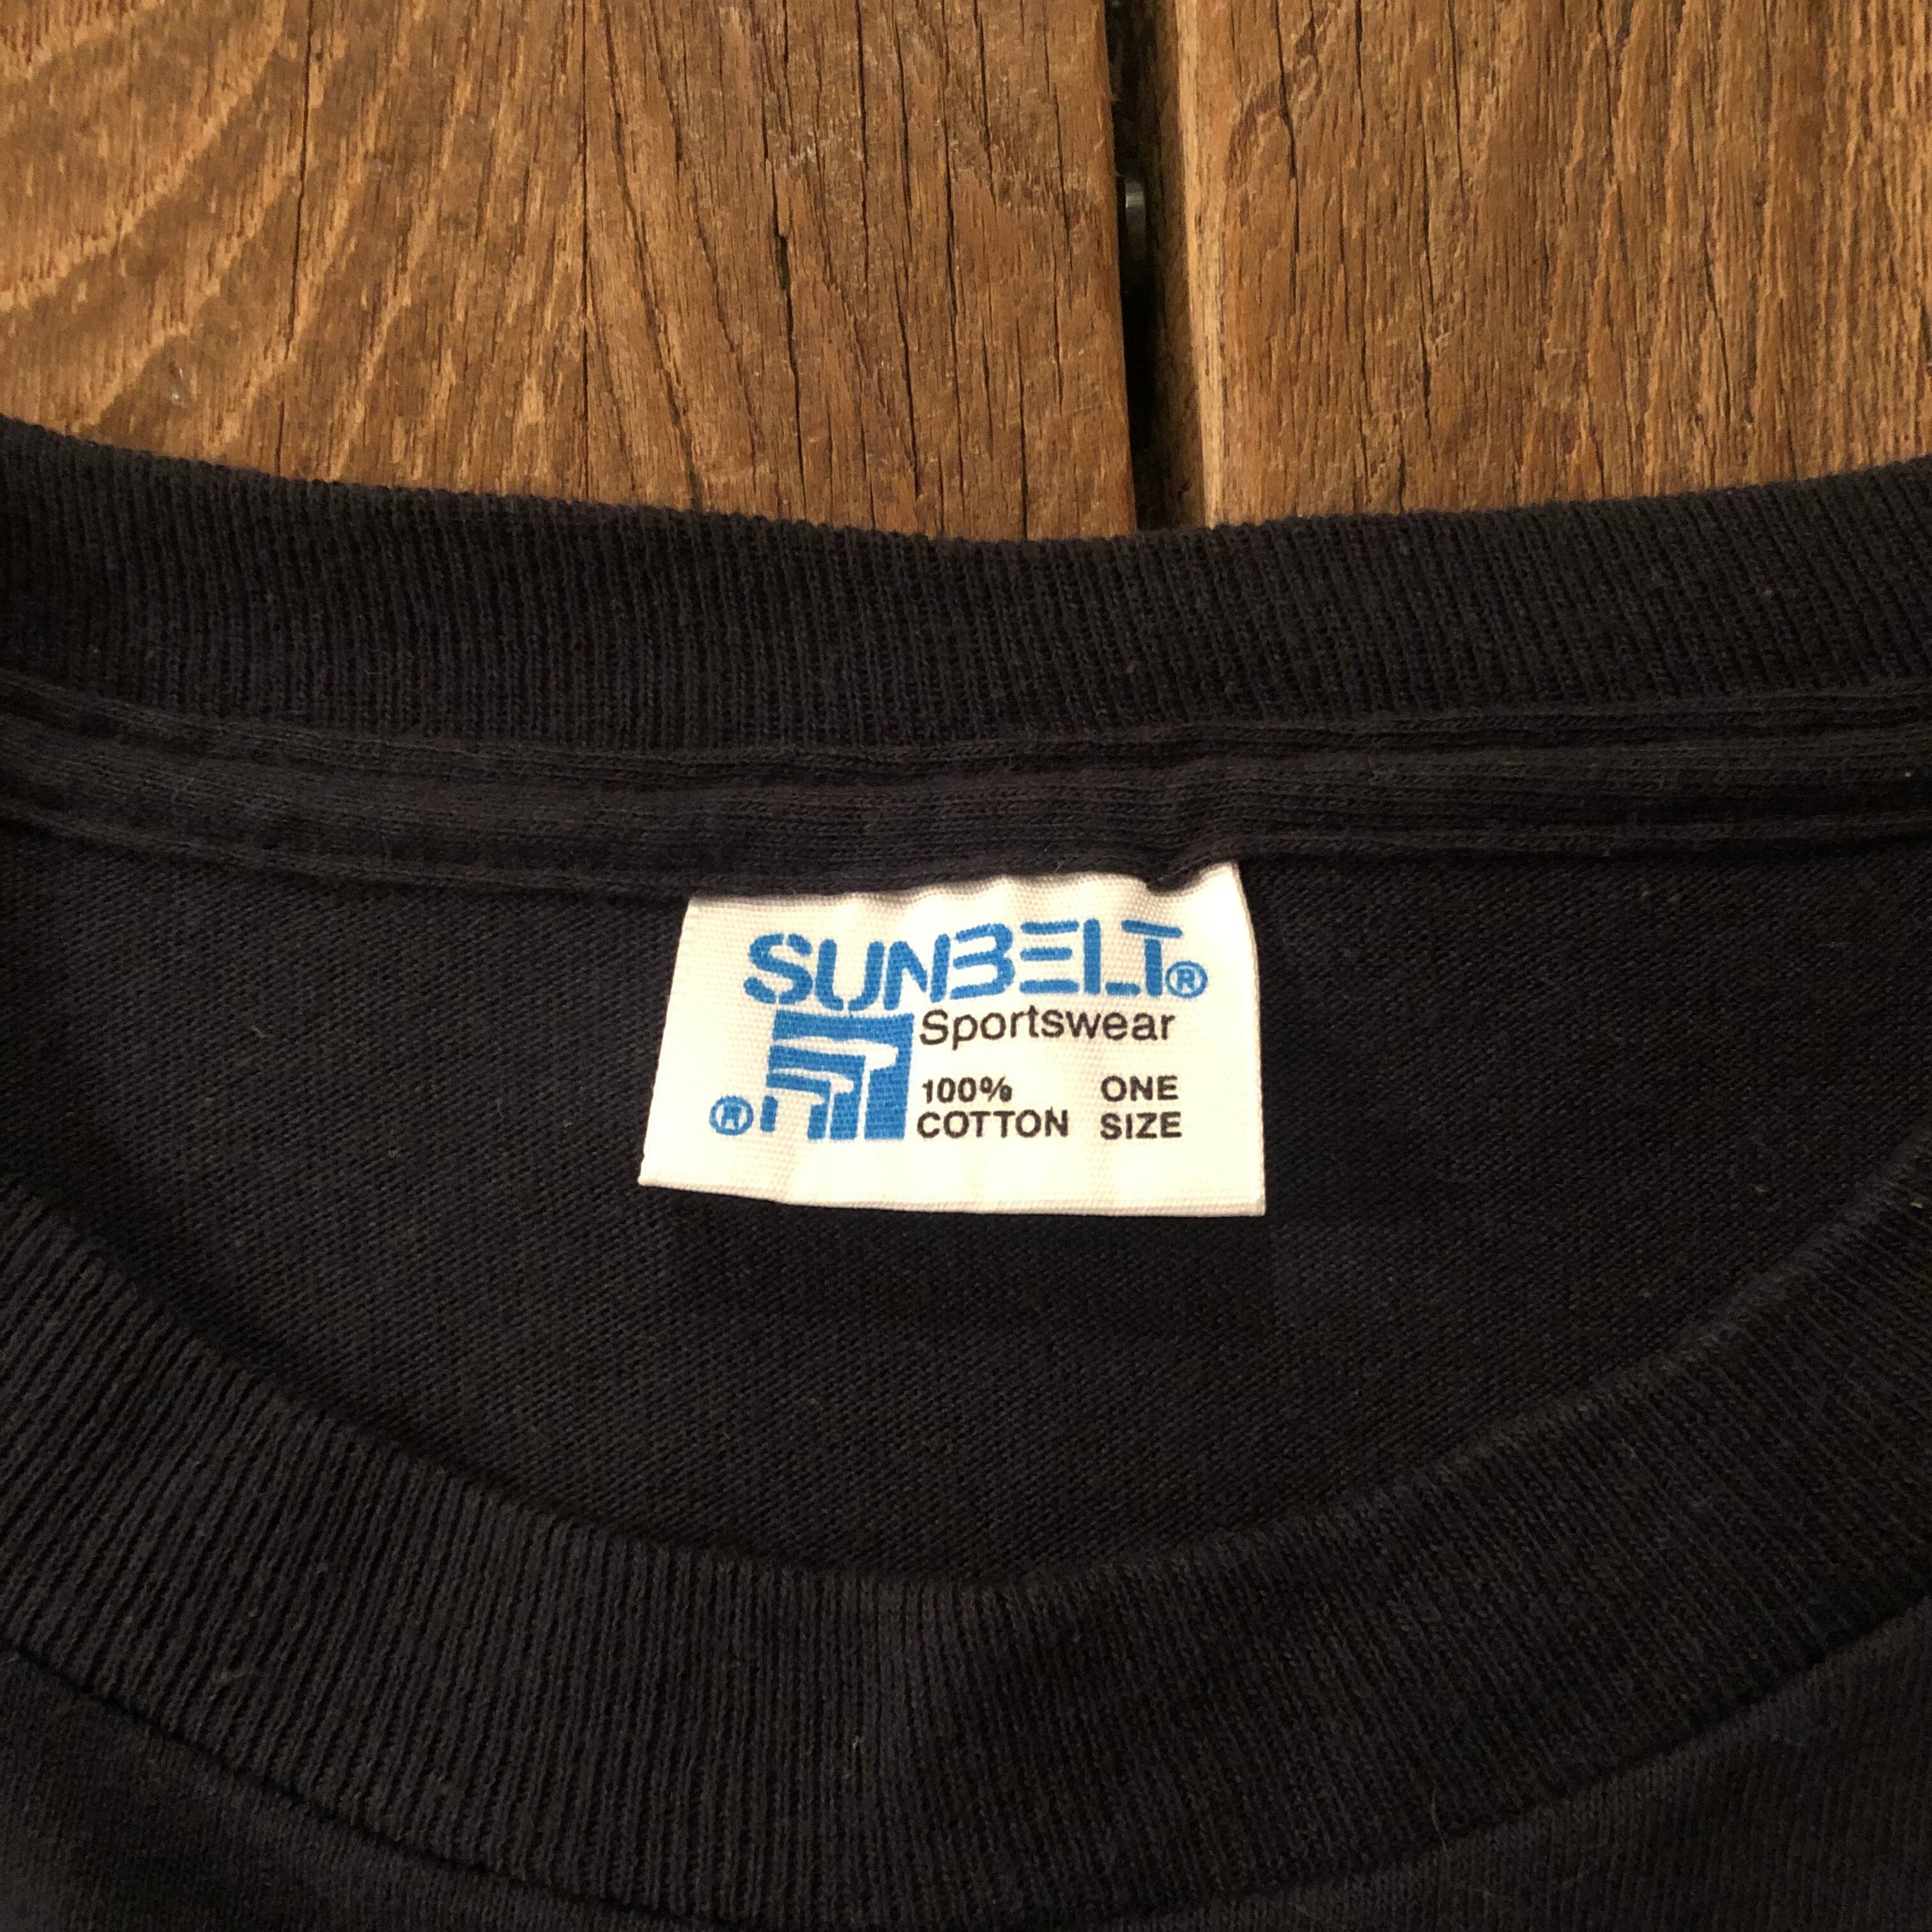 SUNBELT®
Sportswear
®
100% COTTON
ONE SIZE